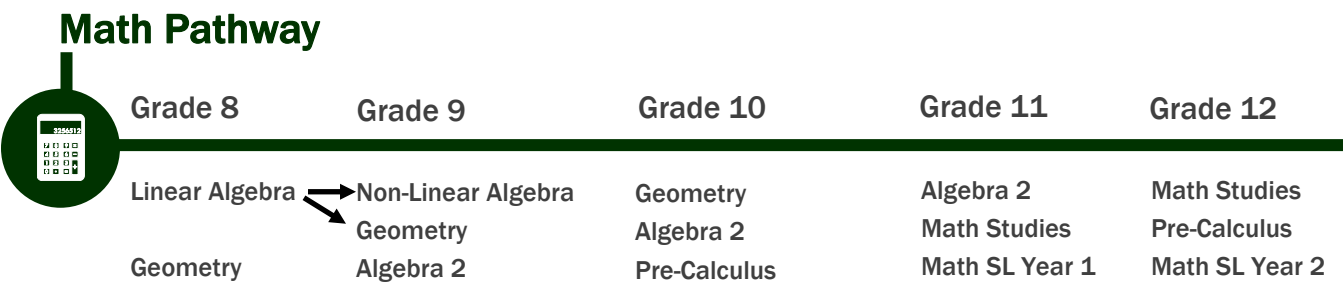 Math Pathway
3256512
Grade 8 Grade 9 Grade 10 Grade 11 Grade 12
Linear Algebra Non-Linear Algebra Geometry Algebra 2 Math Studies
Geometry Algebra 2 Math Studies Pre-Calculus
Geometry Algebra 2 Pre-Calculus Math SL Year 1 Math SL Year 2